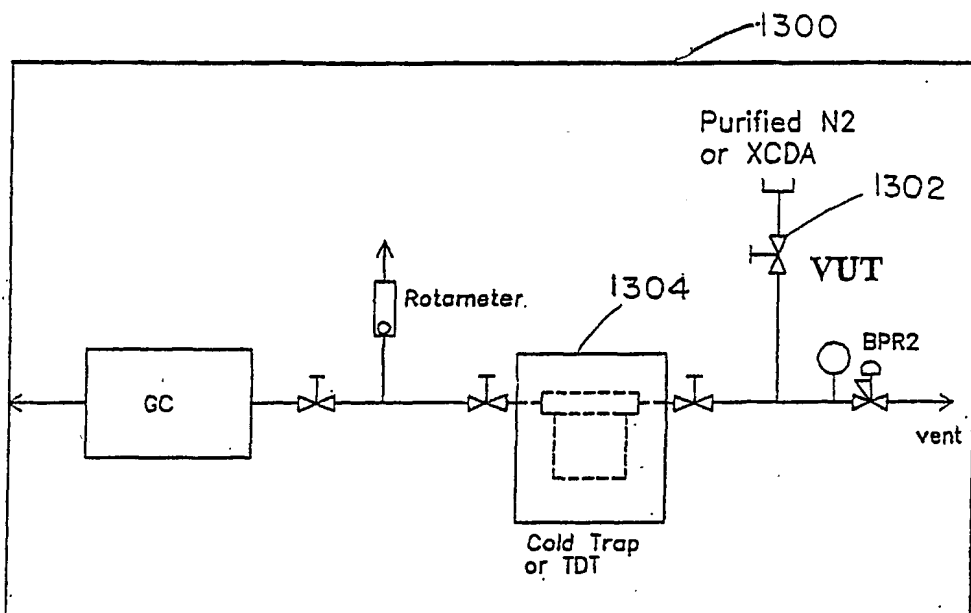 1300
Purified N2
or XCDA
1302
VUT
Rotameter.
1304
BPR2
GC
vent
Cold Trap
or TDT